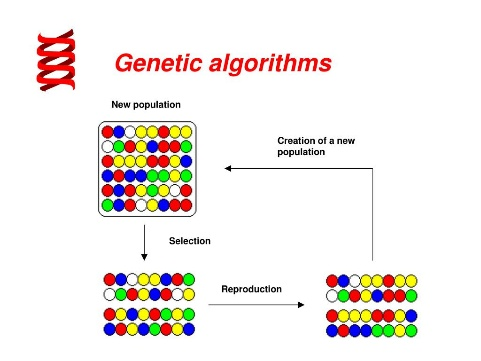 Genetic algorithms
New population
Creation of a new
population
Selection
Reproduction